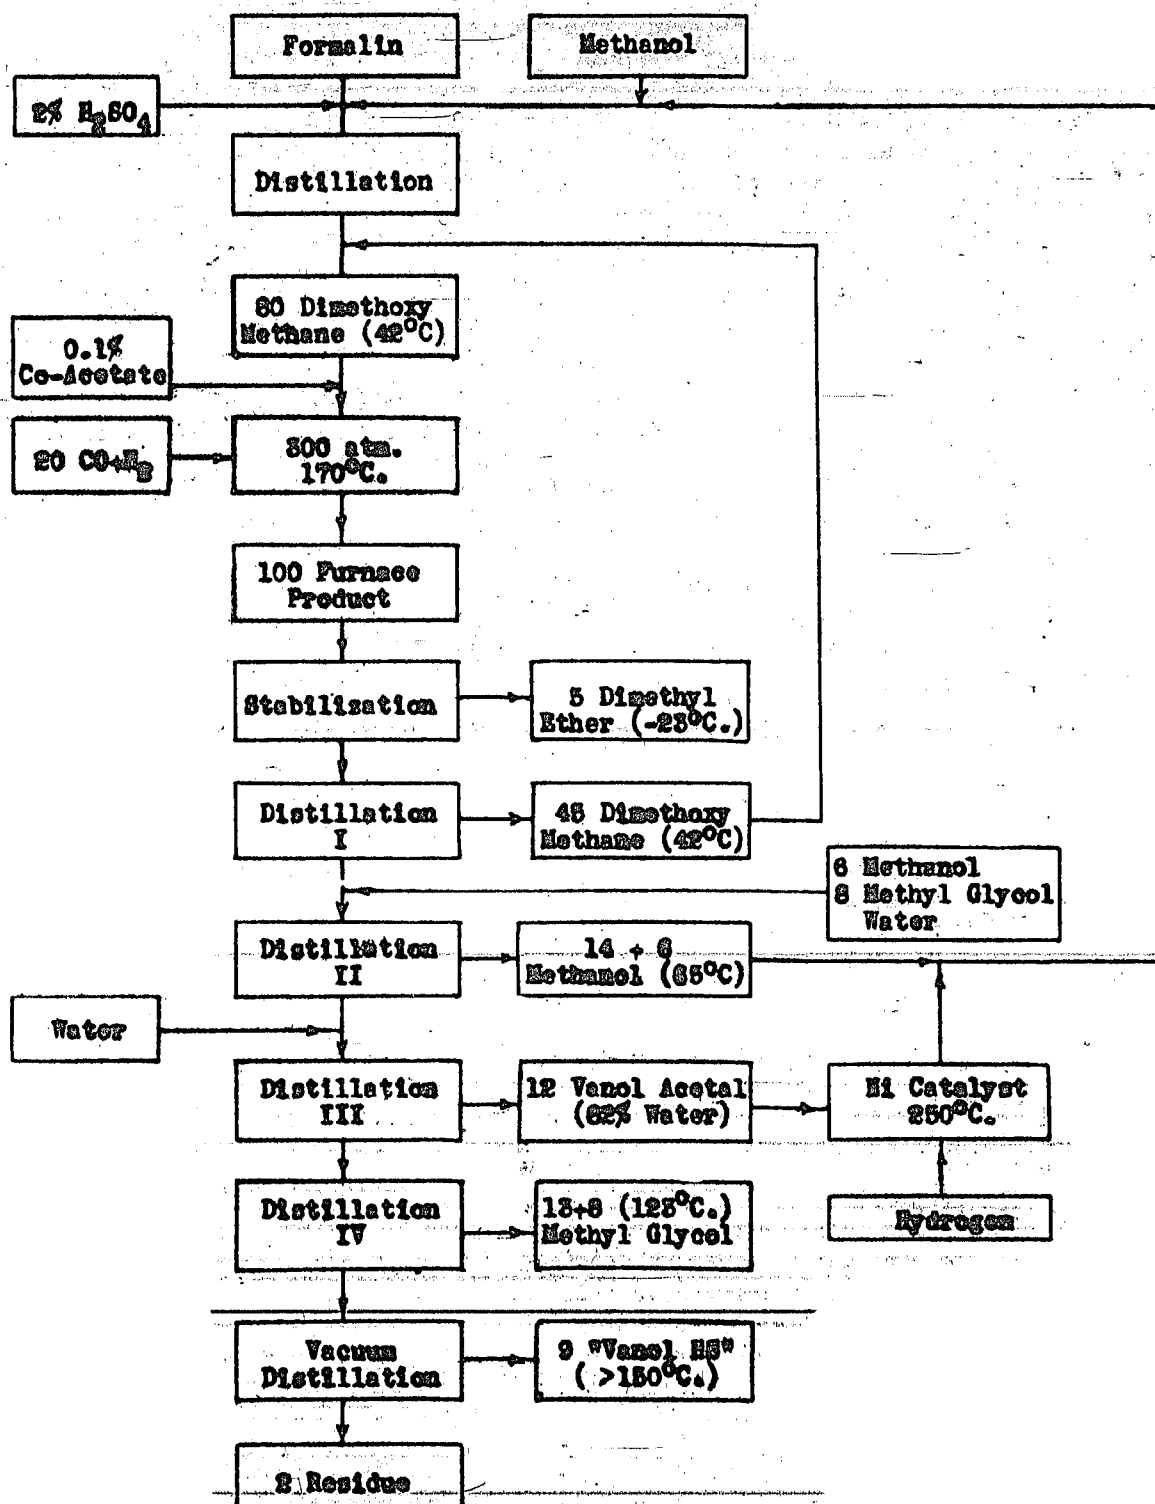 Formalin
Methanol
2% H2SO4
Distillation
80 Dimethoxy
Methane (42°C)
0.1%
Co-Acetate
20 CO+H2
300 atm.
170°C.
100 Furnace
Product
Stabilization
5 Dimethyl
Ether (-23°C.)
Distillation
I
45 Dimethoxy
Methane (42°C)
6 Methanol
8 Methyl Glycol
Water
Distillation
II
14 + 6
Methanol (65°C)
Water
Distillation
III
12 Vanol Acetal
(62% Water)
Ni Catalyst
250°C.
Distillation
IV
13+8 (123°C.)
Methyl Glycol
Hydrogen
Vacuum
Distillation
9 "Vanol HS"
( >150°C.)
2 Residue